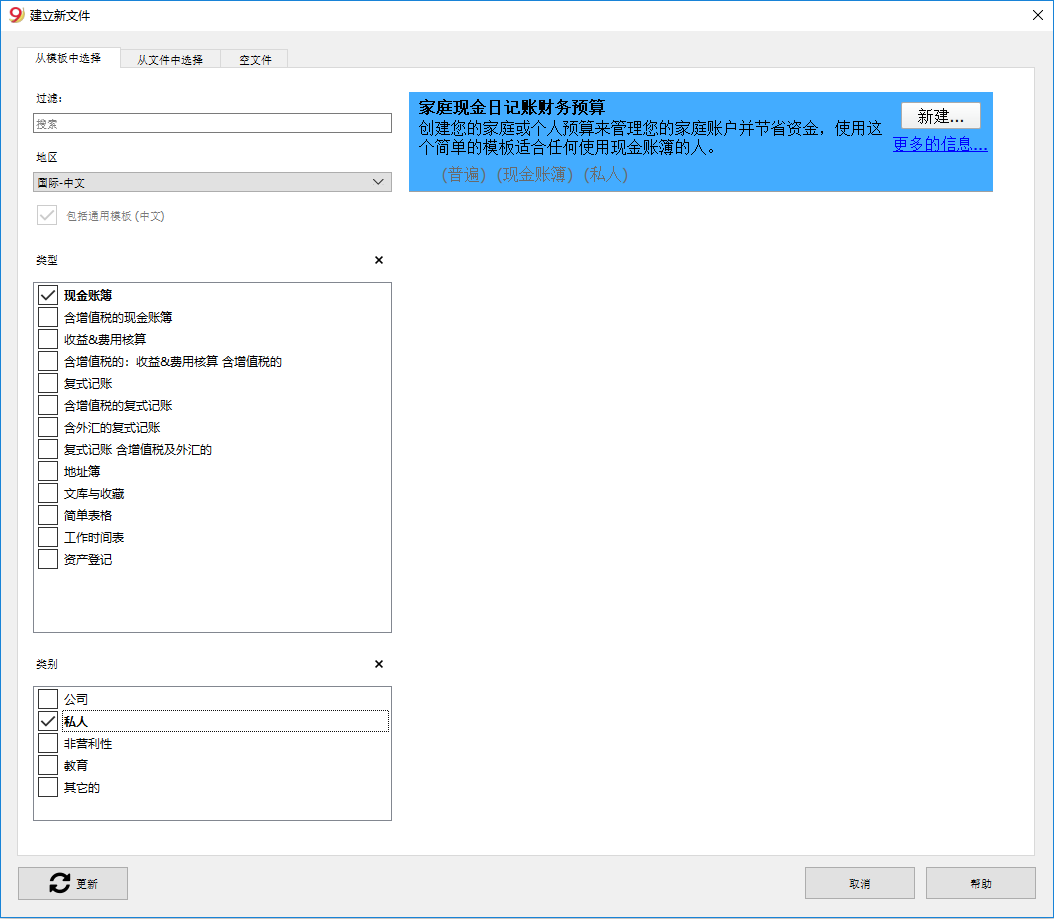 建立新文件
从模板中选择
从文件中选择
空文件
过滤:
搜索
地区
国际-中文
包括通用模板 (中文)
类型
现金账簿
含增值税的现金账簿
收益&费用核算
含增值税的：收益&费用核算 含增值税的
复式记账
含增值税的复式记账
含外汇的复式记账
复式记账 含增值税及外汇的
地址簿
文库与收藏
简单表格
工作时间表
资产登记
类别
公司
私人
非营利性
教育
其它的
家庭现金日记账财务预算
创建您的家庭或个人预算来管理您的家庭账户并节省资金，使用这
个简单的模板适合任何使用现金账簿的人。
(普遍) (现金账簿) (私人)
新建...
更多的信息...
更新
取消
帮助